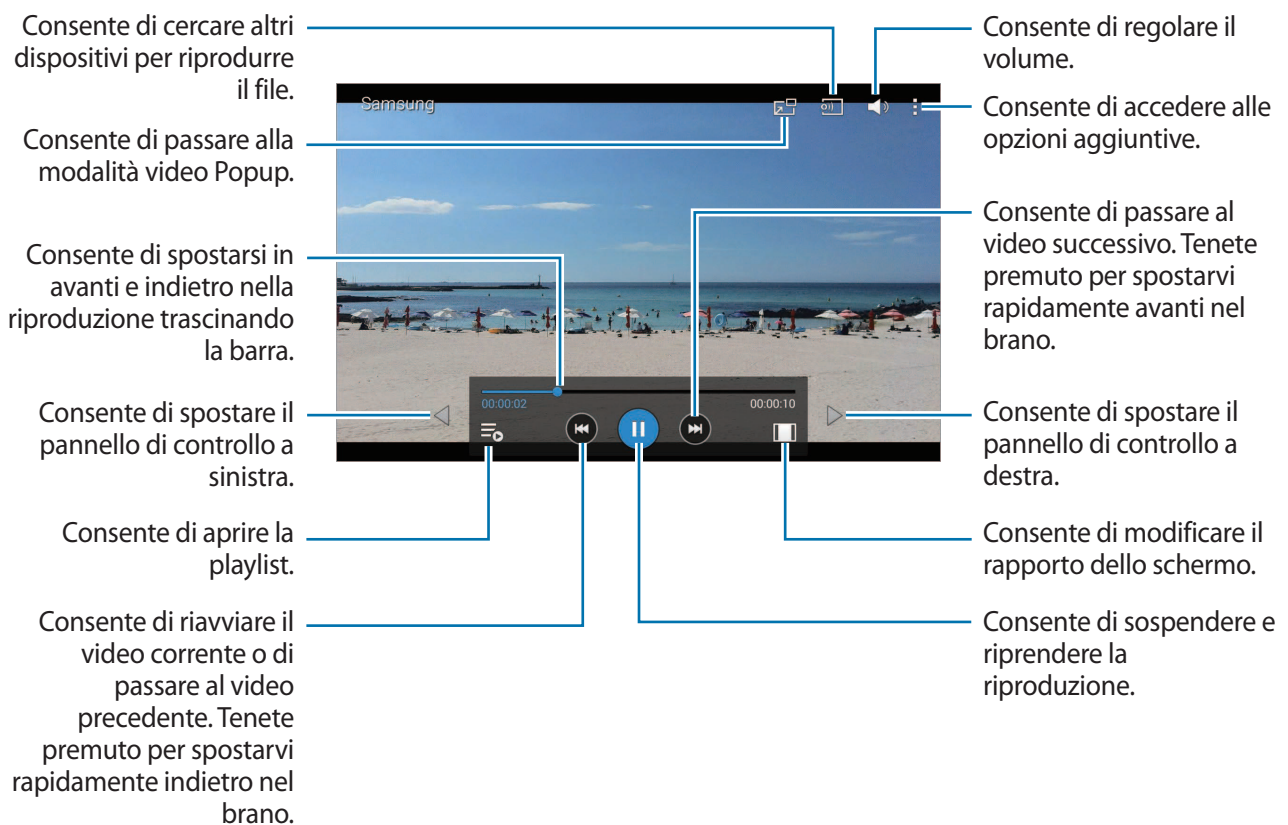 Consente di cercare altri
dispositivi per riprodurre
il file.
Consente di passare alla
modalità video Popup.
Consente di spostarsi in
avanti e indietro nella
riproduzione trascinando
la barra.
Consente di spostare il
pannello di controllo a
sinistra.
Consente di aprire la
playlist.
Consente di riavviare il
video corrente o di
passare al video
precedente. Tenete
premuto per spostarvi
rapidamente indietro nel
brano.
Samsung
00:00:02
00:00:10
Consente di regolare il
volume.
Consente di accedere alle
opzioni aggiuntive.
Consente di passare al
video successivo. Tenete
premuto per spostarvi
rapidamente avanti nel
brano.
Consente di spostare il
pannello di controllo a
destra.
Consente di modificare il
rapporto dello schermo.
Consente di sospendere e
riprendere la
riproduzione.